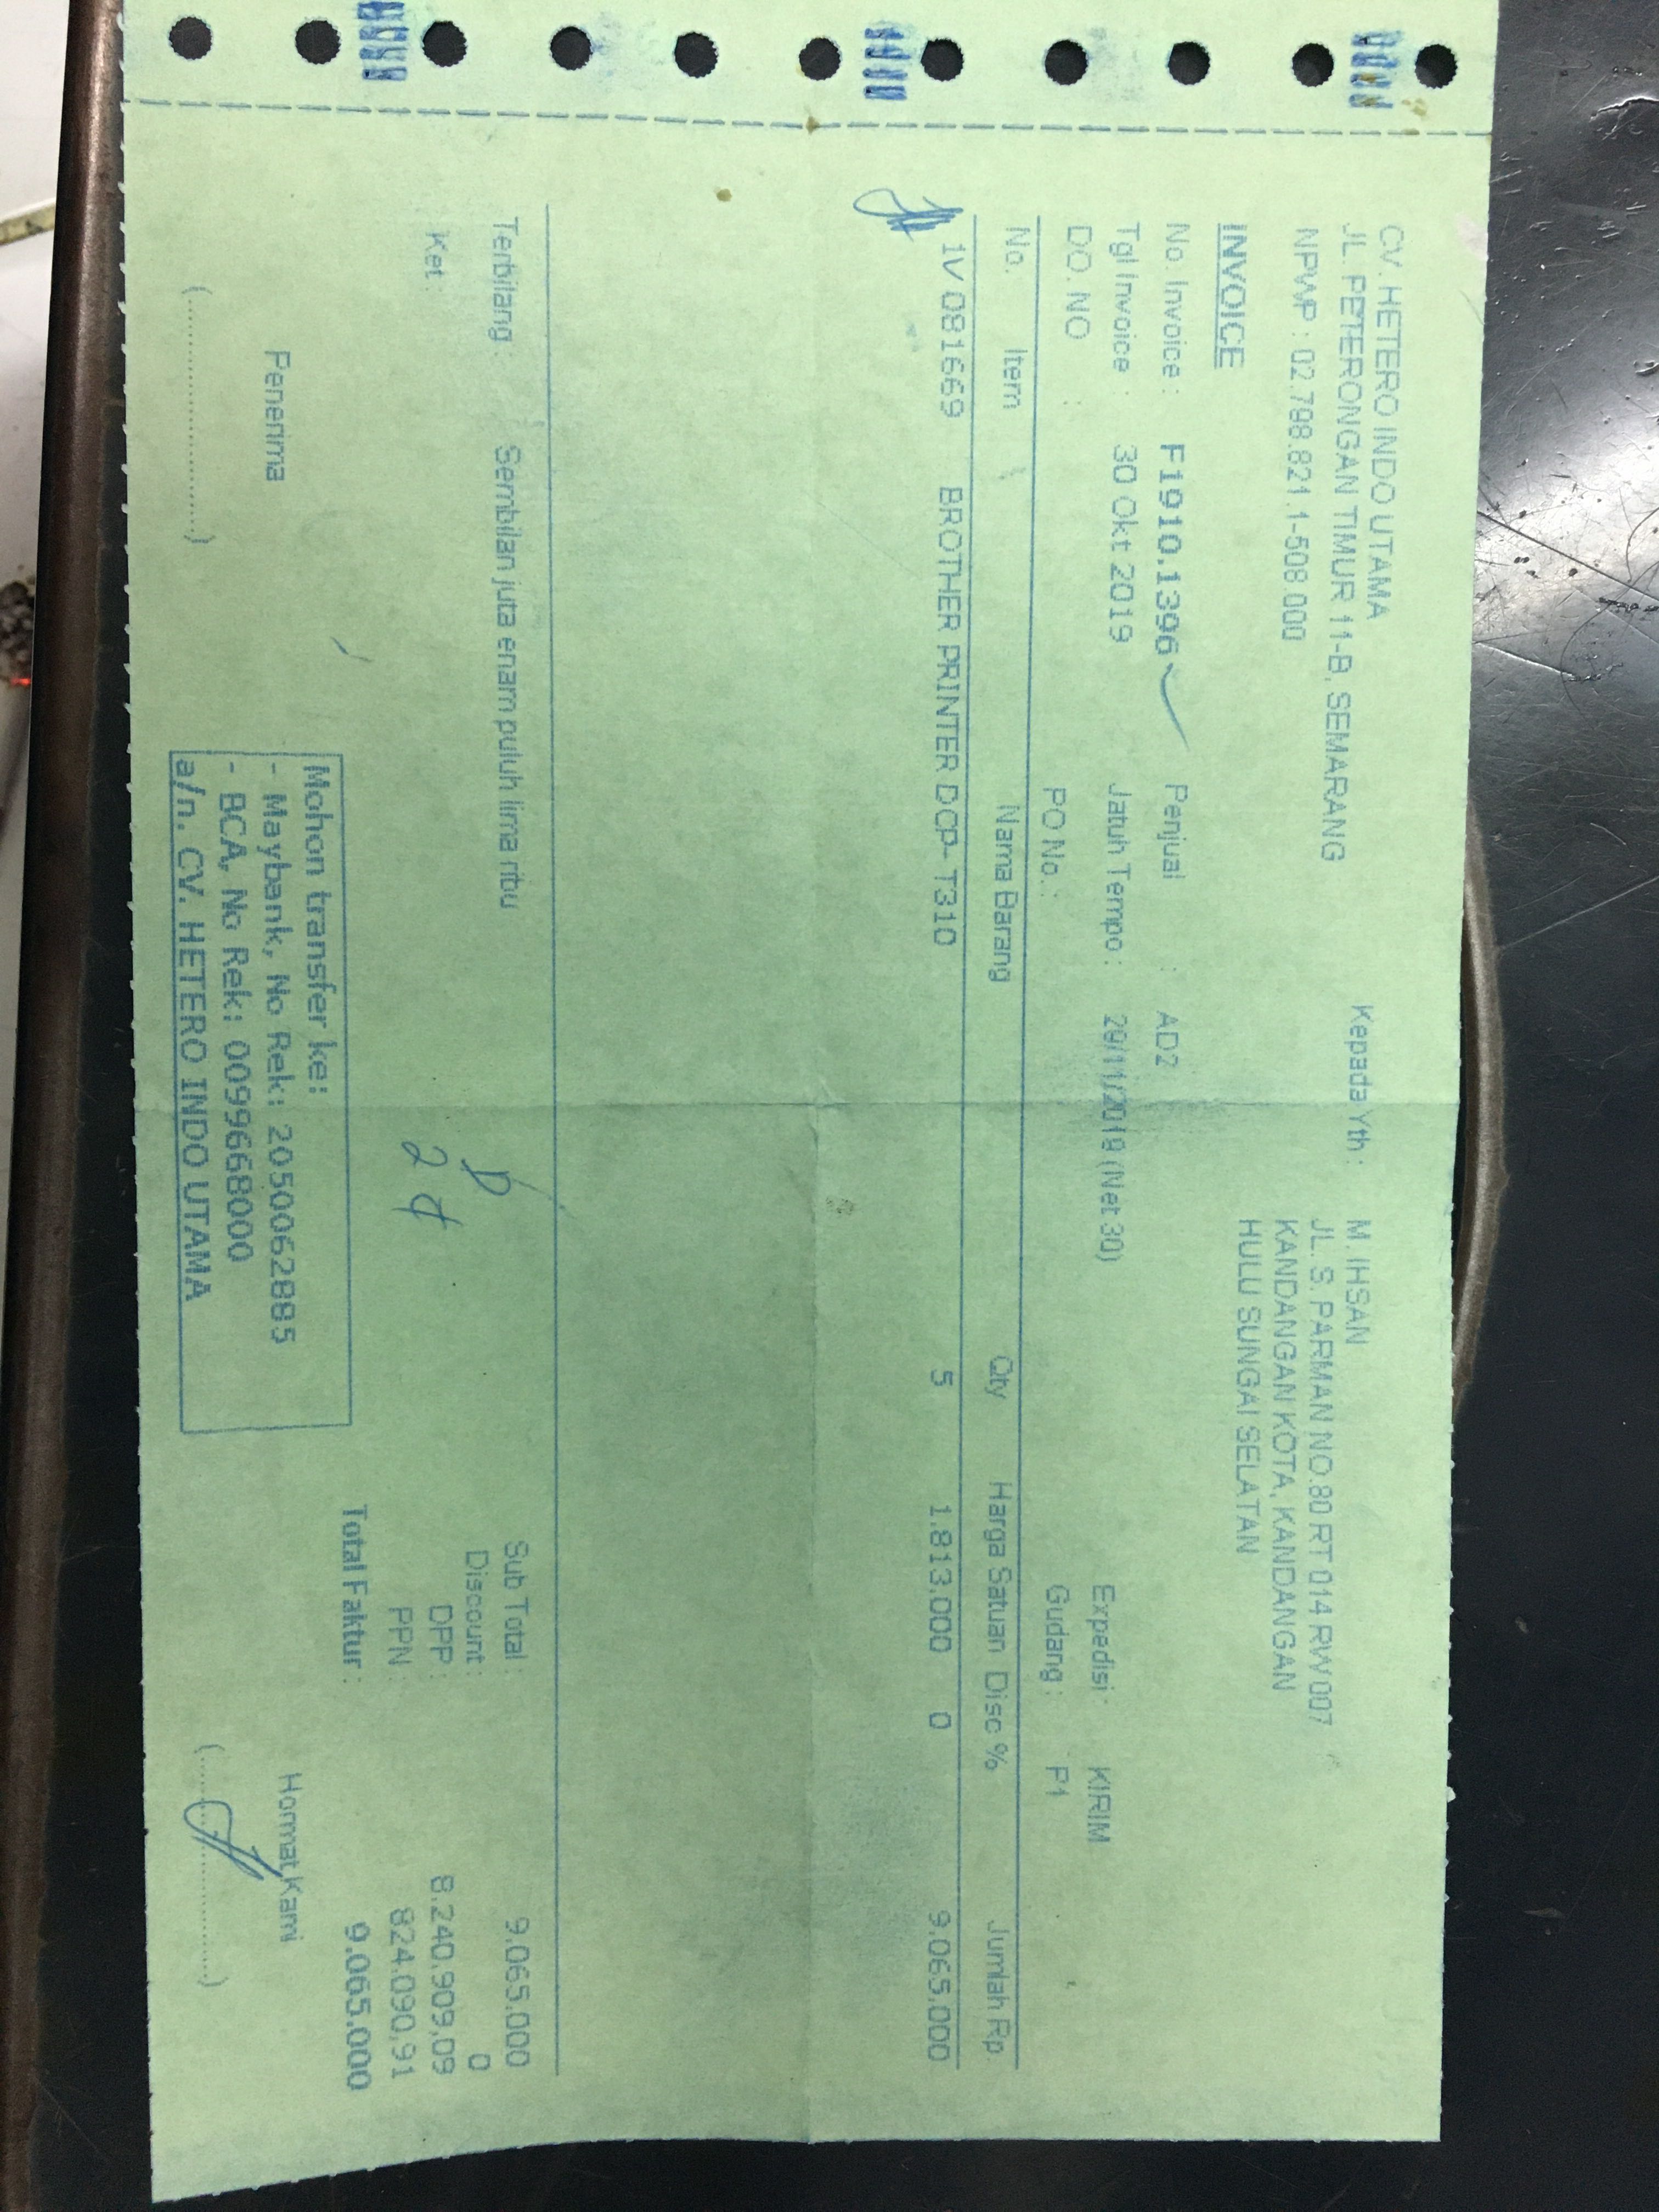 CV. HETERO INDO UTAMA
JL. PETERONGAN TIMUR 11-B, SEMARANG
NPWP : 02.798.821.1-508.000
Kepada Yth : M. IHSAN
JL. S. PARMAN NO.80 RT 014 RW 007
KANDANGAN KOTA, KANDANGAN
HULU SUNGAI SELATAN
INVOICE
No. Invoice : F1910.1396 Penjual : AD2
Tgl Invoice : 30 Okt 2019 Jatuh Tempo : 29/11/2019 (Net 30) Expedisi : KIRIM
DO. NO : PO No. : Gudang : P1
No. Item Nama Barang Qty Harga Satuan Disc % Jumlah Rp.
1 V 081669 BROTHER PRINTER DCP- T310 5 1.813.000 0 9.065.000
Terbilang : Sembilan juta enam puluh lima ribu Sub Total : 9.065.000
Discount : 0
Ket : DPP : 8.240.909,09
PPN : 824.090,91
Total Faktur : 9.065.000
Penerima Hormat Kami
(....................) (....................)
Mohon transfer ke:
- Maybank, No Rek: 2050062885
- BCA, No Rek: 0099668000
a/n. CV. HETERO INDO UTAMA